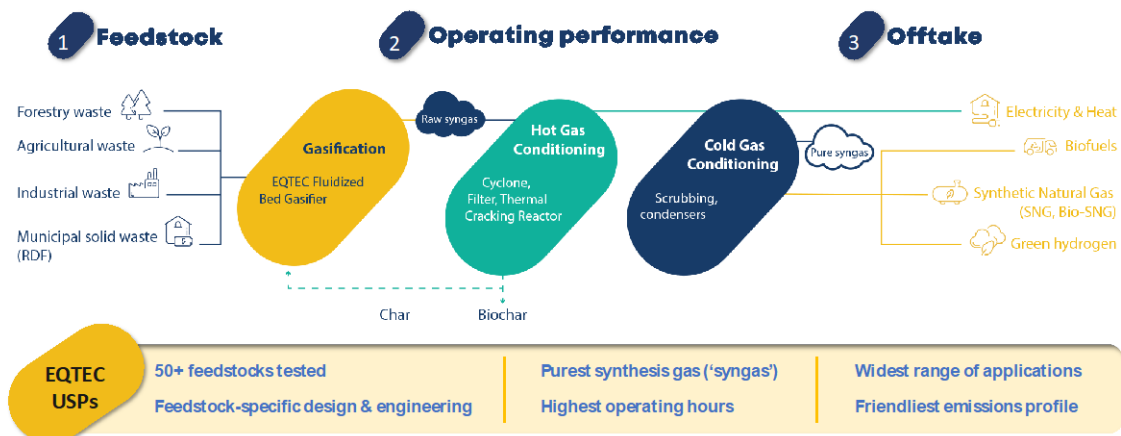 1 Feedstock
2 Operating performance
3 Offtake
Forestry waste
Agricultural waste
Industrial waste
Municipal solid waste
(RDF)
Gasification
EQTEC Fluidized
Bed Gasifier
Raw syngas
Hot Gas
Conditioning
Cyclone,
Filter, Thermal
Cracking Reactor
Cold Gas
Conditioning
Scrubbing,
condensers
Pure syngas
Electricity & Heat
Biofuels
Synthetic Natural Gas
(SNG, Bio-SNG)
Green hydrogen
Char
Biochar
EQTEC
USPs
50+ feedstocks tested
Feedstock-specific design & engineering
Purest synthesis gas (‘syngas’)
Highest operating hours
Widest range of applications
Friendliest emissions profile